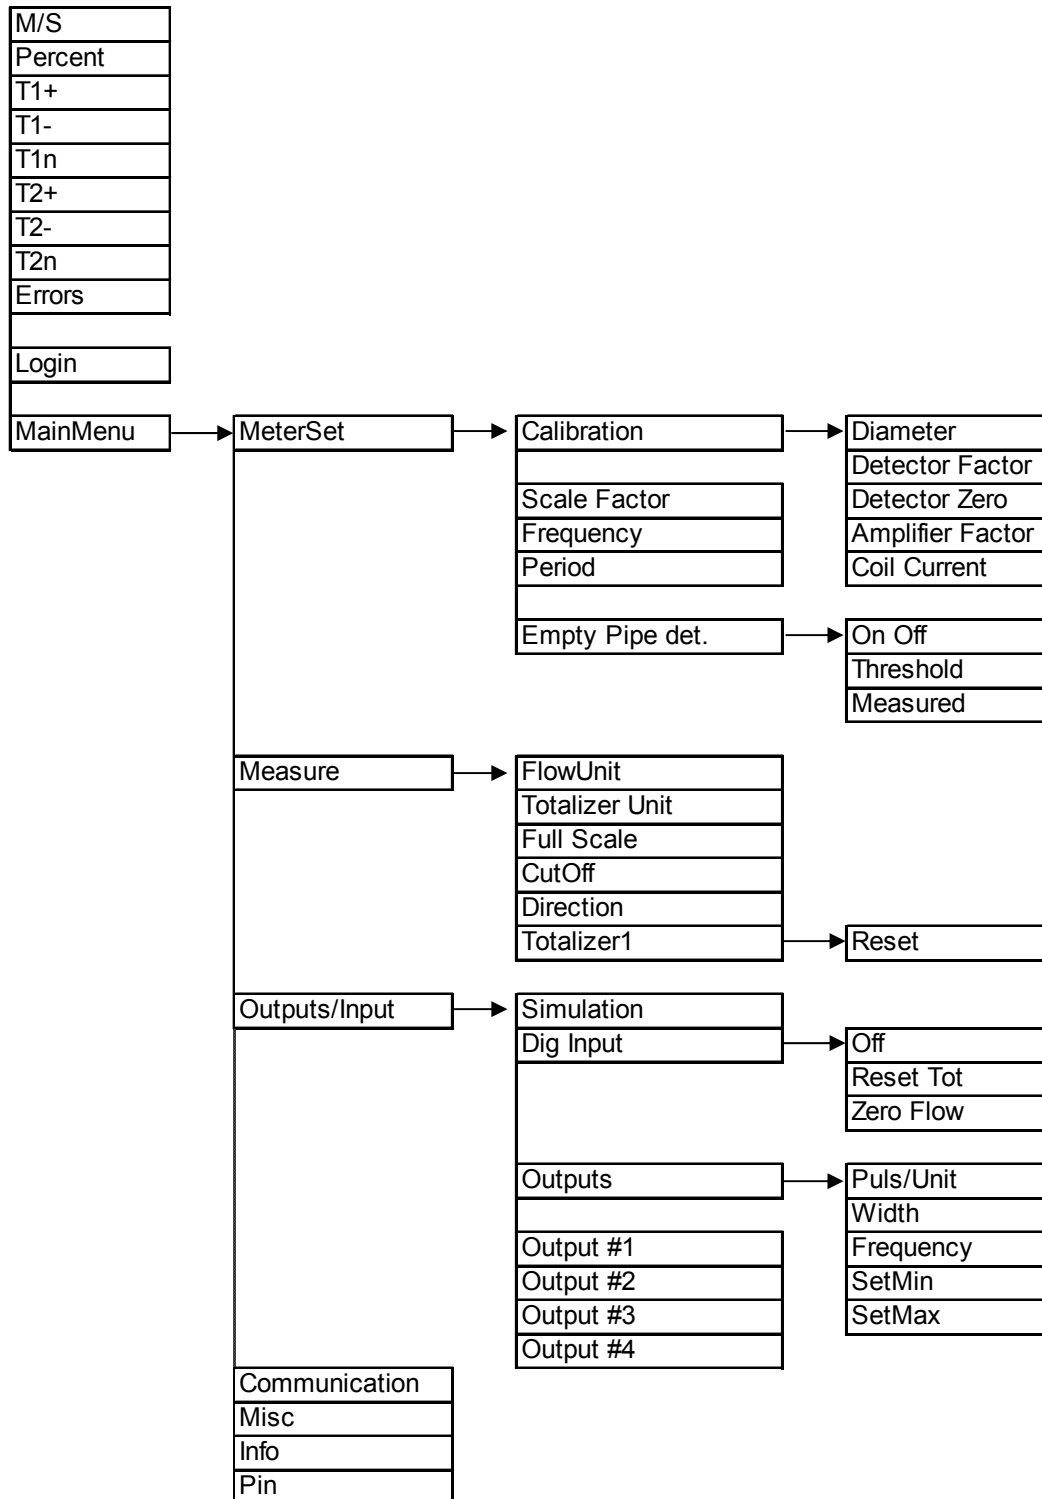 M/S
Percent
T1+
T1-
T1n
T2+
T2-
T2n
Errors
Login
MainMenu
MeterSet
Calibration
Diameter
Detector Factor
Scale Factor
Detector Zero
Frequency
Amplifier Factor
Period
Coil Current
Empty Pipe det.
On Off
Threshold
Measured
Measure
FlowUnit
Totalizer Unit
Full Scale
CutOff
Direction
Totalizer1
Reset
Outputs/Input
Simulation
Dig Input
Off
Reset Tot
Zero Flow
Outputs
Puls/Unit
Width
Output #1
Frequency
Output #2
SetMin
Output #3
SetMax
Output #4
Communication
Misc
Info
Pin